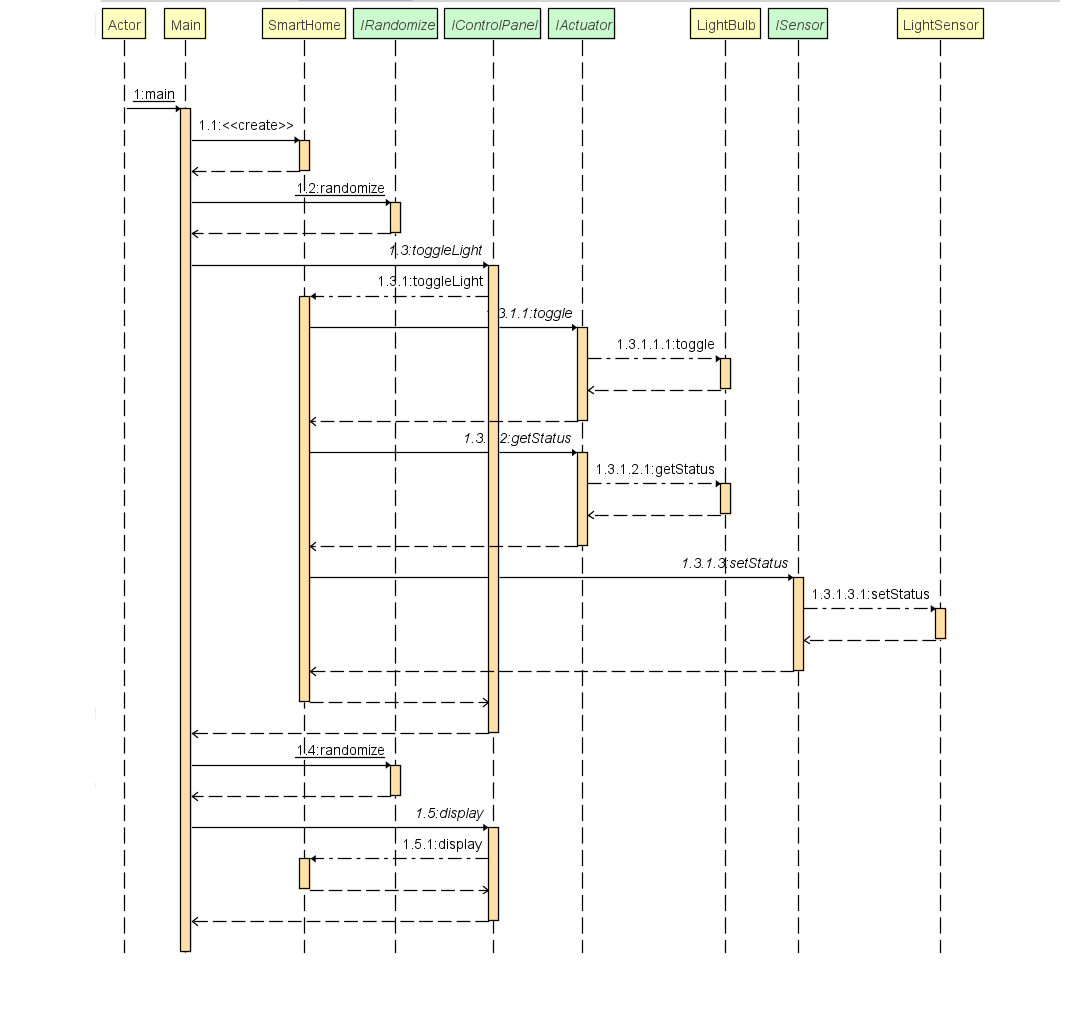 Actor Main SmartHome IRandomize IControlPanel IActuator LightBulb ISensor LightSensor
1:main
1.1:<<create>>
1.2:randomize
1.3:toggleLight
1.3.1:toggleLight
3.1.1:toggle
1.3.1.1.1:toggle
1.3. 2:getStatus
1.3.1.2.1:getStatus
1.3.1.3:setStatus
1.3.1.3.1:setStatus
1.4:randomize
1.5:display
1.5.1:display